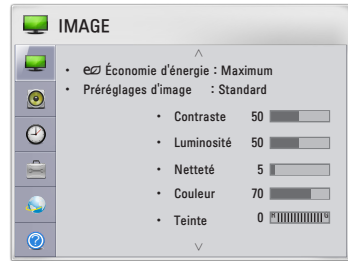 IMAGE
Économie d'énergie : Maximum
Préréglages d'image : Standard
Contraste 50
Luminosité 50
Netteté 5
Couleur 70
Teinte 0 R G
?